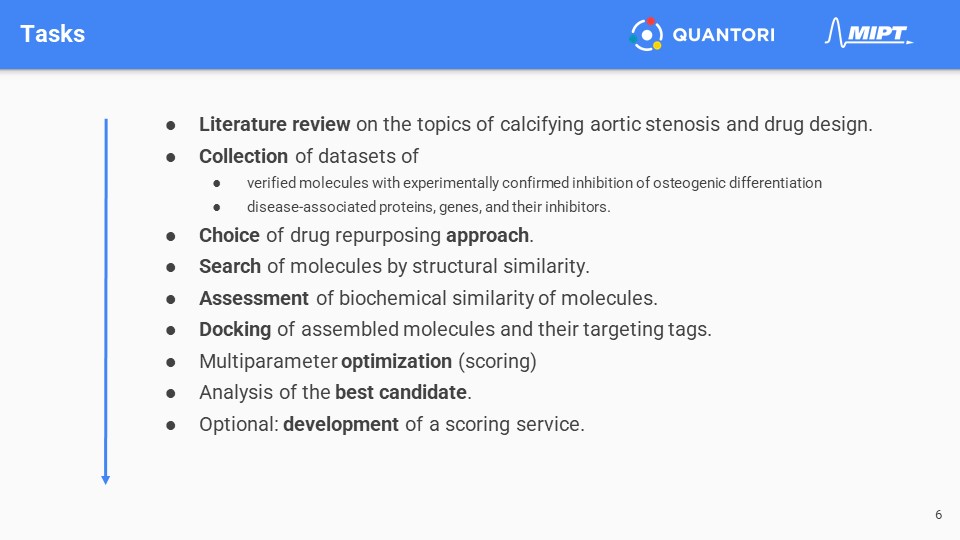 Tasks
QUANTORI
MIPT
● Literature review on the topics of calcifying aortic stenosis and drug design.
● Collection of datasets of
● verified molecules with experimentally confirmed inhibition of osteogenic differentiation
● disease-associated proteins, genes, and their inhibitors.
● Choice of drug repurposing approach.
● Search of molecules by structural similarity.
● Assessment of biochemical similarity of molecules.
● Docking of assembled molecules and their targeting tags.
● Multiparameter optimization (scoring)
● Analysis of the best candidate.
● Optional: development of a scoring service.
6